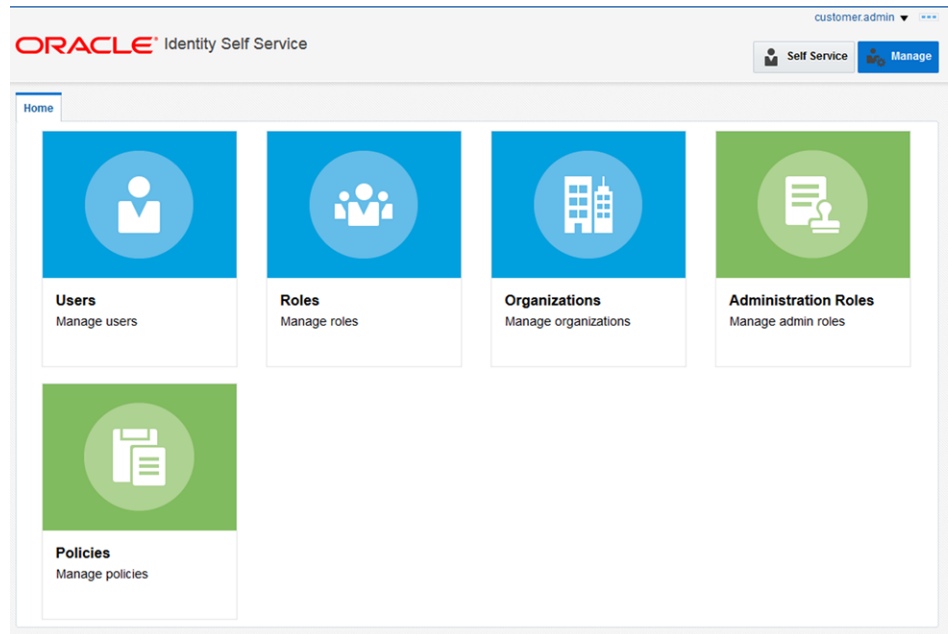 customer.admin
ORACLE Identity Self Service
Self Service
Manage
Home
Users
Manage users
Roles
Manage roles
Organizations
Manage organizations
Administration Roles
Manage admin roles
Policies
Manage policies